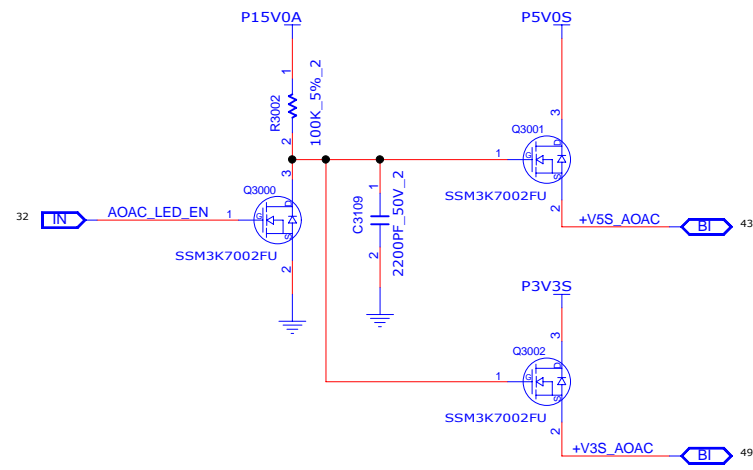 P15V0A
P5V0S
1
R3002
100K_5%_2
2
3
Q3001
3
D
1
G
S
SSM3K7002FU
2
Q3000
D
32
IN
AOAC_LED_EN
1
G
S
SSM3K7002FU
2
1
C3109
2200PF_50V_2
2
+V5S_AOAC
BI
43
P3V3S
3
Q3002
D
1
G
S
SSM3K7002FU
2
+V3S_AOAC
BI
49